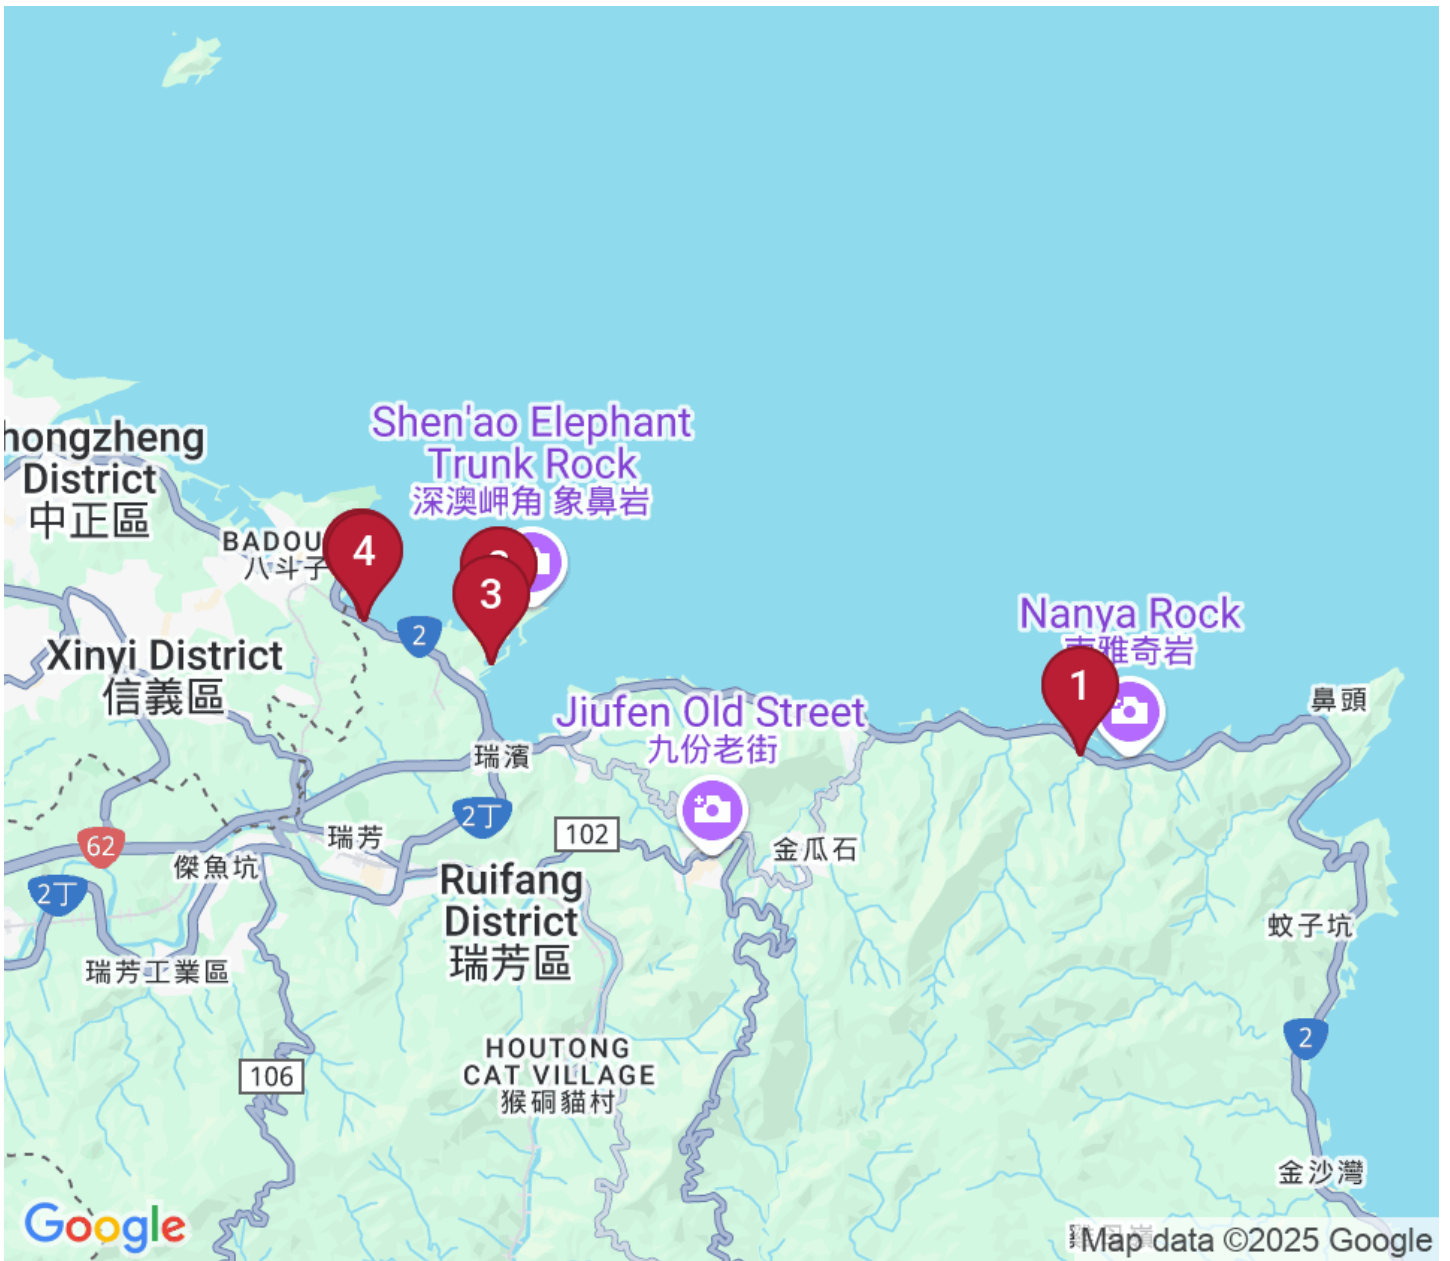 Shen'ao Elephant
Trunk Rock
深澳岬角 象鼻岩
hongzheng
District
中正區
BADOU
八斗子
4
3
2
Nanya Rock
雅奇岩
1
Xinyi District
信義區
Jiufen Old Street
九份老街
鼻頭
瑞濱
2丁
62
瑞芳
102
金瓜石
傑魚坑
2丁
Ruifang
District
瑞芳區
蚊子坑
瑞芳工業區
2
HOUTONG
CAT VILLAGE
猴硐貓村
106
金沙灣
Google
Map data ©2025 Google